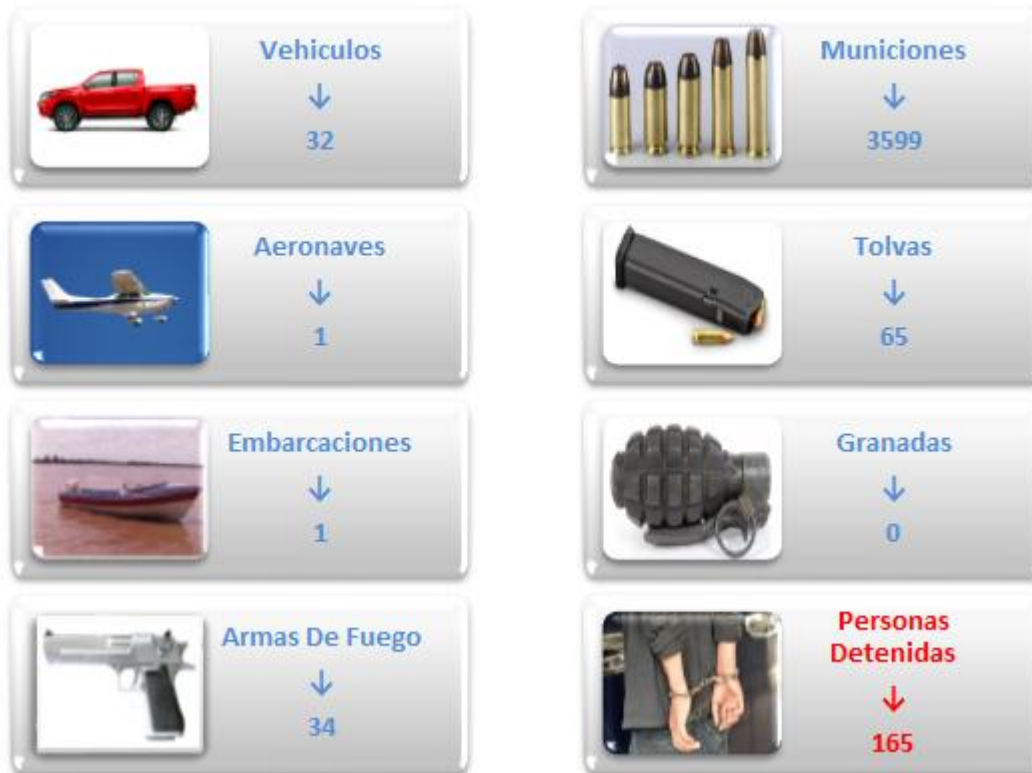 Vehiculos
↓
32
Municiones
↓
3599
Aeronaves
↓
1
Tolvas
↓
65
Embarcaciones
↓
1
Granadas
↓
0
Armas De Fuego
↓
34
Personas
Detenidas
↓
165